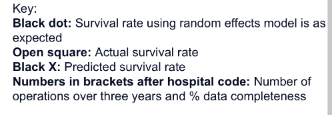 Key:
Black dot: Survival rate using random effects model is as
expected
Open square: Actual survival rate
Black X: Predicted survival rate
Numbers in brackets after hospital code: Number of
operations over three years and % data completeness